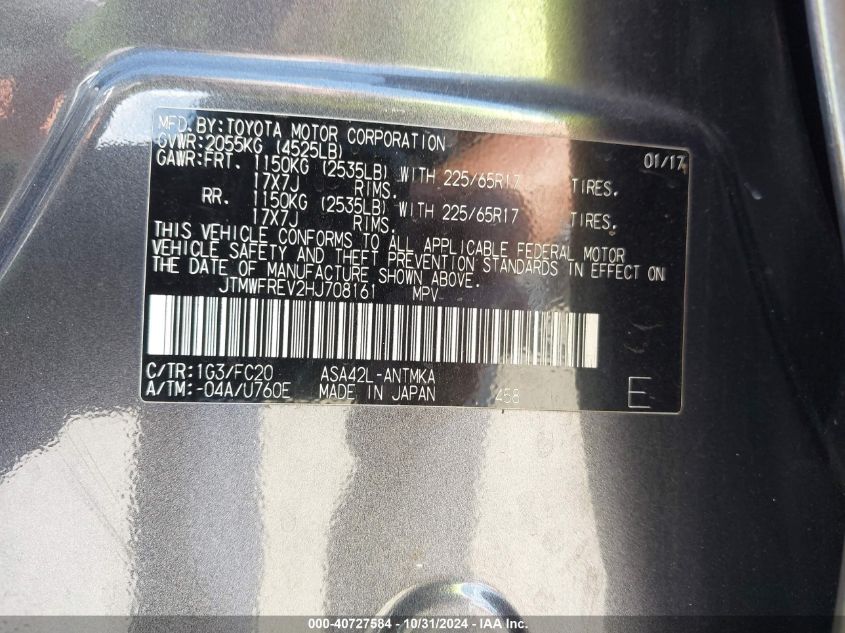 MFD. BY:TOYOTA MOTOR CORPORATION 01/17
GVWR:2055KG (4525LB)
GAWR:FRT. 1150KG (2535LB) WITH 225/65R17 TIRES.
17X7J RIMS.
RR. 1150KG (2535LB) WITH 225/65R17 TIRES.
17X7J RIMS.
THIS VEHICLE CONFORMS TO ALL APPLICABLE FEDERAL MOTOR
VEHICLE SAFETY AND THEFT PREVENTION STANDARDS IN EFFECT ON
THE DATE OF MANUFACTURE SHOWN ABOVE.
JTMWFREV2HJ708161 MPV
C/TR:1G3/FC20 ASA42L-ANTMKA
A/TM:-04A/U760E MADE IN JAPAN 458 E
000-40727584 - 10/31/2024 - IAA Inc.